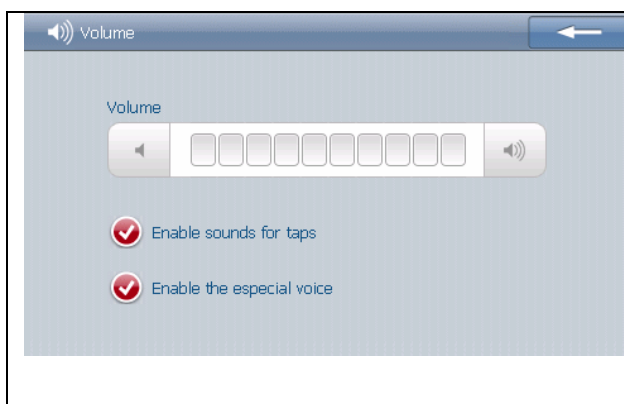 Volume
Volume
Enable sounds for taps
Enable the especial voice